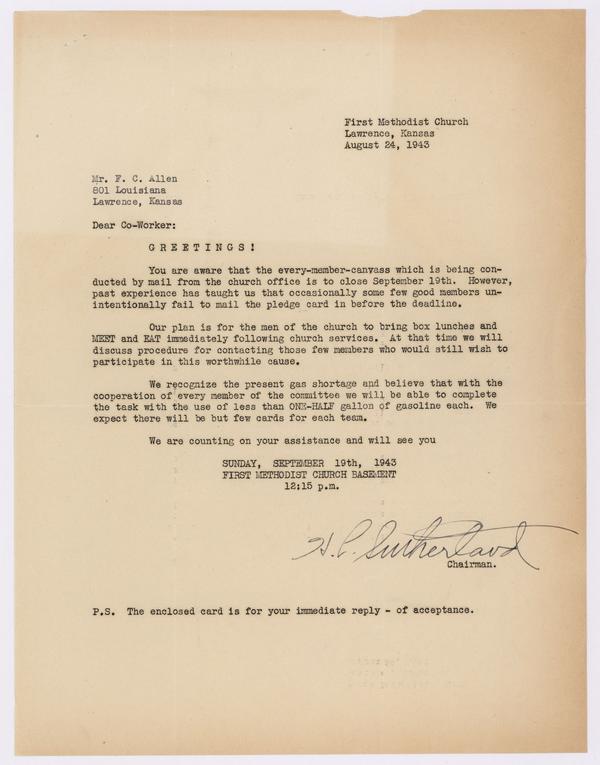 First Methodist Church
Lawrence, Kansas
August 24, 1943
Mr. F. C. Allen
801 Louisiana
Lawrence, Kansas
Dear Co-Worker:
G R E E T I N G S !
You are aware that the every-member-canvass which is being con-
ducted by mail from the church office is to close September 19th. However,
past experience has taught us that occasionally some few good members un-
intentionally fail to mail the pledge card in before the deadline.
Our plan is for the men of the church to bring box lunches and
MEET and EAT immediately following church services. At that time we will
discuss procedure for contacting those few members who would still wish to
participate in this worthwhile cause.
We recognize the present gas shortage and believe that with the
cooperation of every member of the committee we will be able to complete
the task with the use of less than ONE-HALF gallon of gasoline each. We
expect there will be but few cards for each team.
We are counting on your assistance and will see you
SUNDAY, SEPTEMBER 19th, 1943
FIRST METHODIST CHURCH BASEMENT
12:15 p.m.
H. C. Sutherland
Chairman.
P.S. The enclosed card is for your immediate reply - of acceptance.